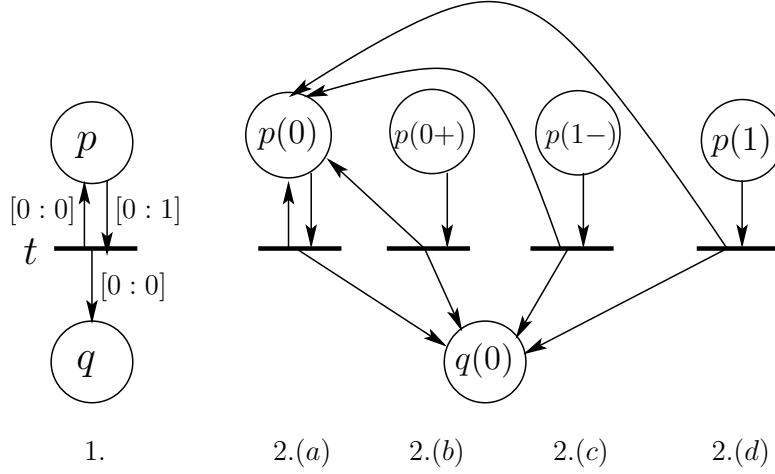 p
p(0)
p(0+)
p(1−)
p(1)
[0 : 0]
[0 : 1]
t
[0 : 0]
q
q(0)
1.
2.(a)
2.(b)
2.(c)
2.(d)